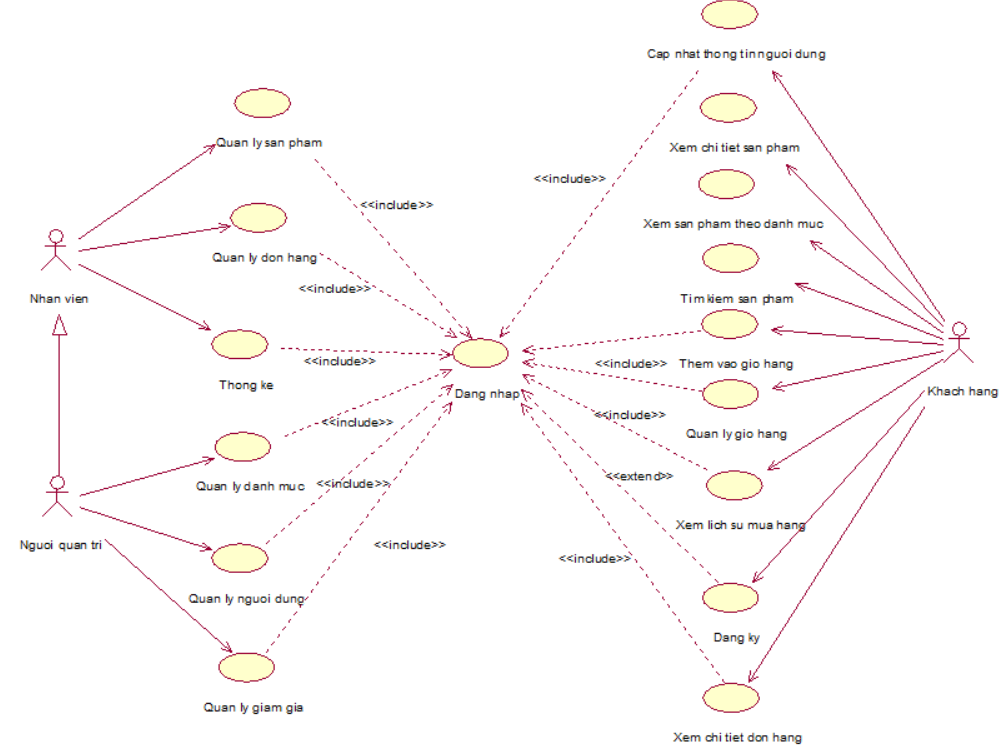 Cap nhat thong tin nguoi dung
Quan ly san pham
Xem chi tiet san pham
<<include>>
<<include>>
Xem san pham theo danh muc
Quan ly don hang
<<include>>
Nhan vien
Tim kiem san pham
Thong ke
<<include>>
Dang nhap
<<include>>
Them vao gio hang
Khach hang
<<include>>
<<include>>
Quan ly gio hang
Quan ly danh muc
<<include>>
<<extend>>
Xem lich su mua hang
Nguoi quan tri
<<include>>
<<include>>
Quan ly nguoi dung
Dang ky
Quan ly giam gia
Xem chi tiet don hang